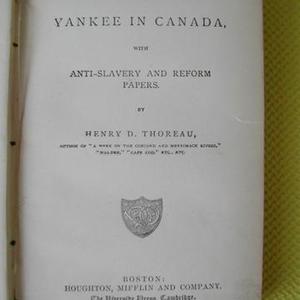 YANKEE IN CANADA,
WITH
ANTI-SLAVERY AND REFORM
PAPERS.
BY
HENRY D. THOREAU,
AUTHOR OF "A WEEK ON THE CONCORD AND MERRIMACK RIVERS,"
"WALDEN," "CAPE COD," ETC., ETC.
BOSTON:
HOUGHTON, MIFFLIN AND COMPANY.
The Riverside Press, Cambridge.